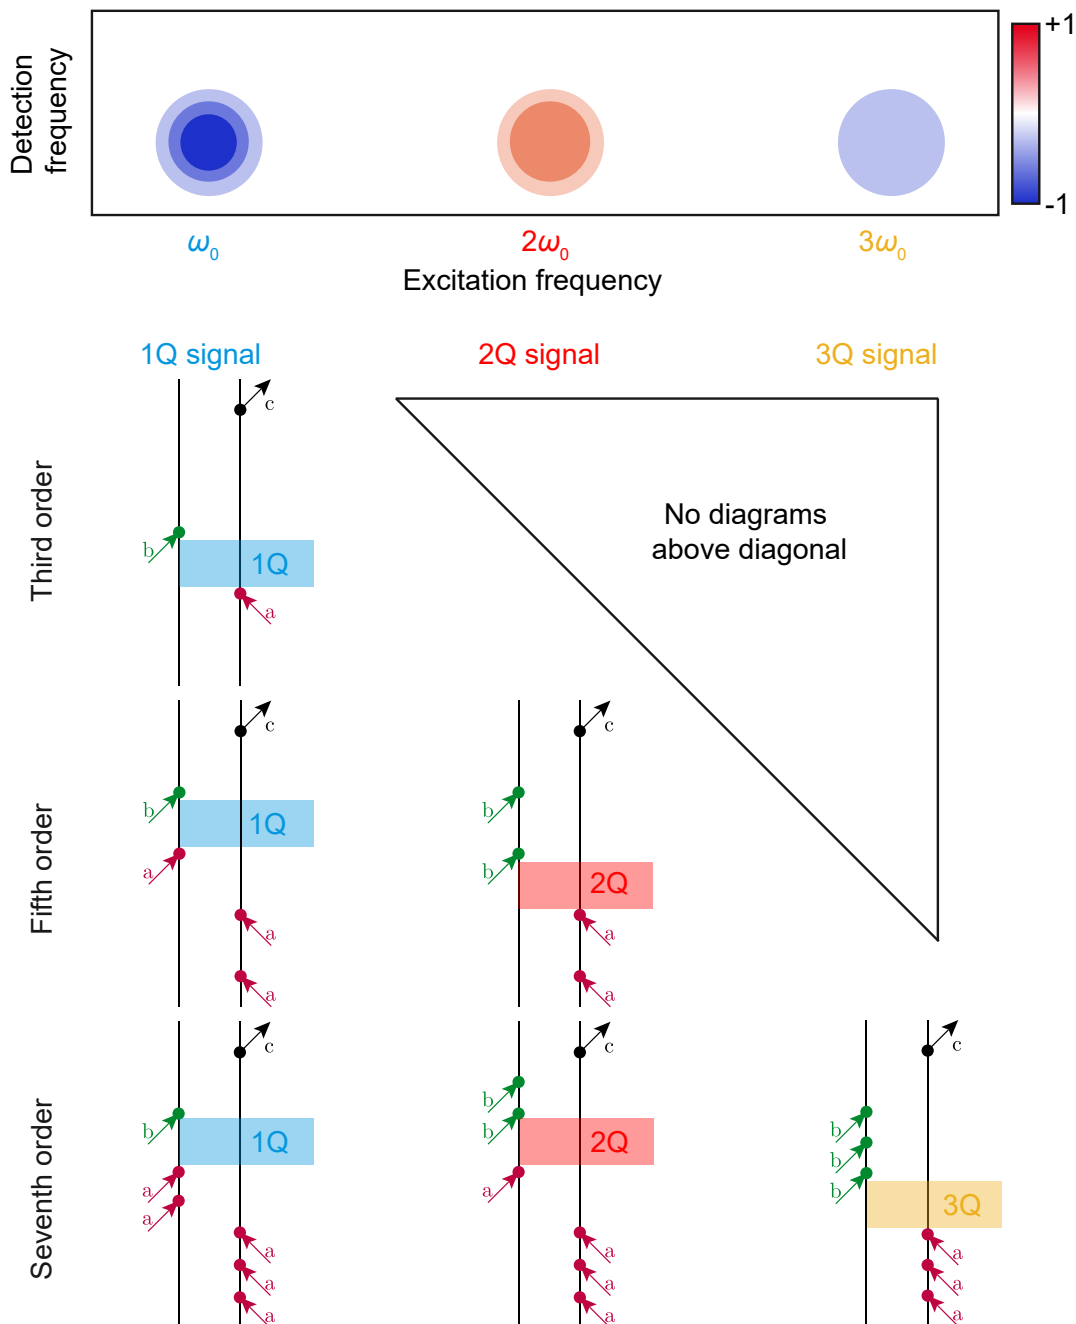 Detection
frequency
+1
-1
ω0
2ω0
3ω0
Excitation frequency
1Q signal
2Q signal
3Q signal
Third order
c
b
1Q
a
No diagrams
above diagonal
Fifth order
c
b
1Q
a
a
a
c
b
b
2Q
a
a
Seventh order
c
b
1Q
a
a
a
a
a
c
b
b
2Q
a
a
a
a
c
b
b
b
3Q
a
a
a